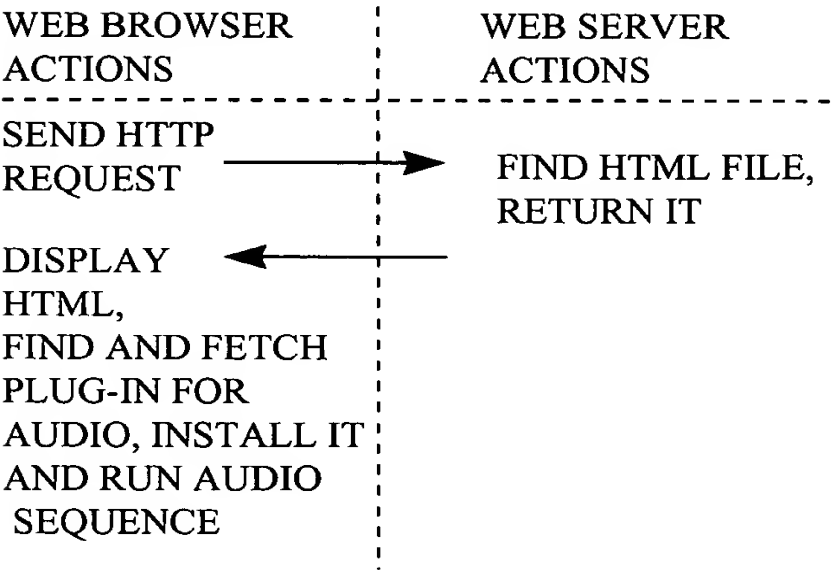 WEB BROWSER
ACTIONS
WEB SERVER
ACTIONS
SEND HTTP
REQUEST
FIND HTML FILE,
RETURN IT
DISPLAY
HTML,
FIND AND FETCH
PLUG-IN FOR
AUDIO, INSTALL IT
AND RUN AUDIO
SEQUENCE